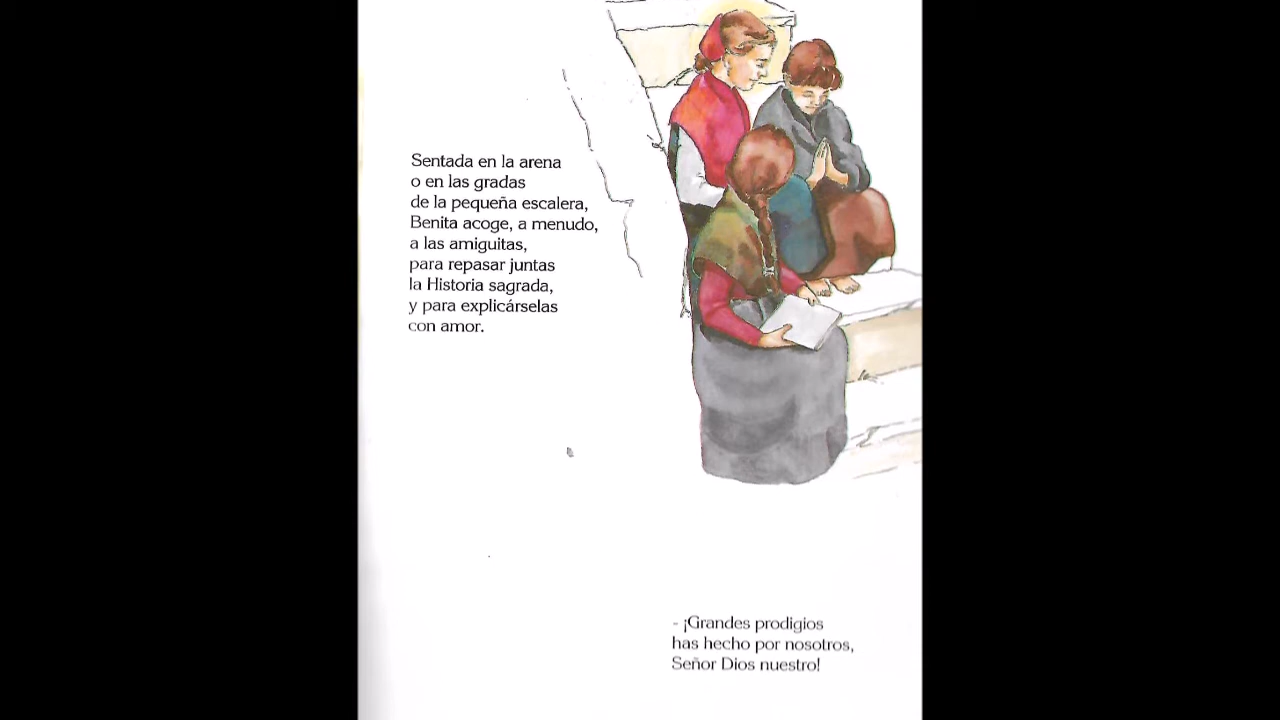 Sentada en la arena
o en las gradas
de la pequeña escalera,
Benita acoge, a menudo,
a las amiguitas,
para repasar juntas
la Historia sagrada,
y para explicárselas
con amor.
- ¡Grandes prodigios
has hecho por nosotros,
Señor Dios nuestro!